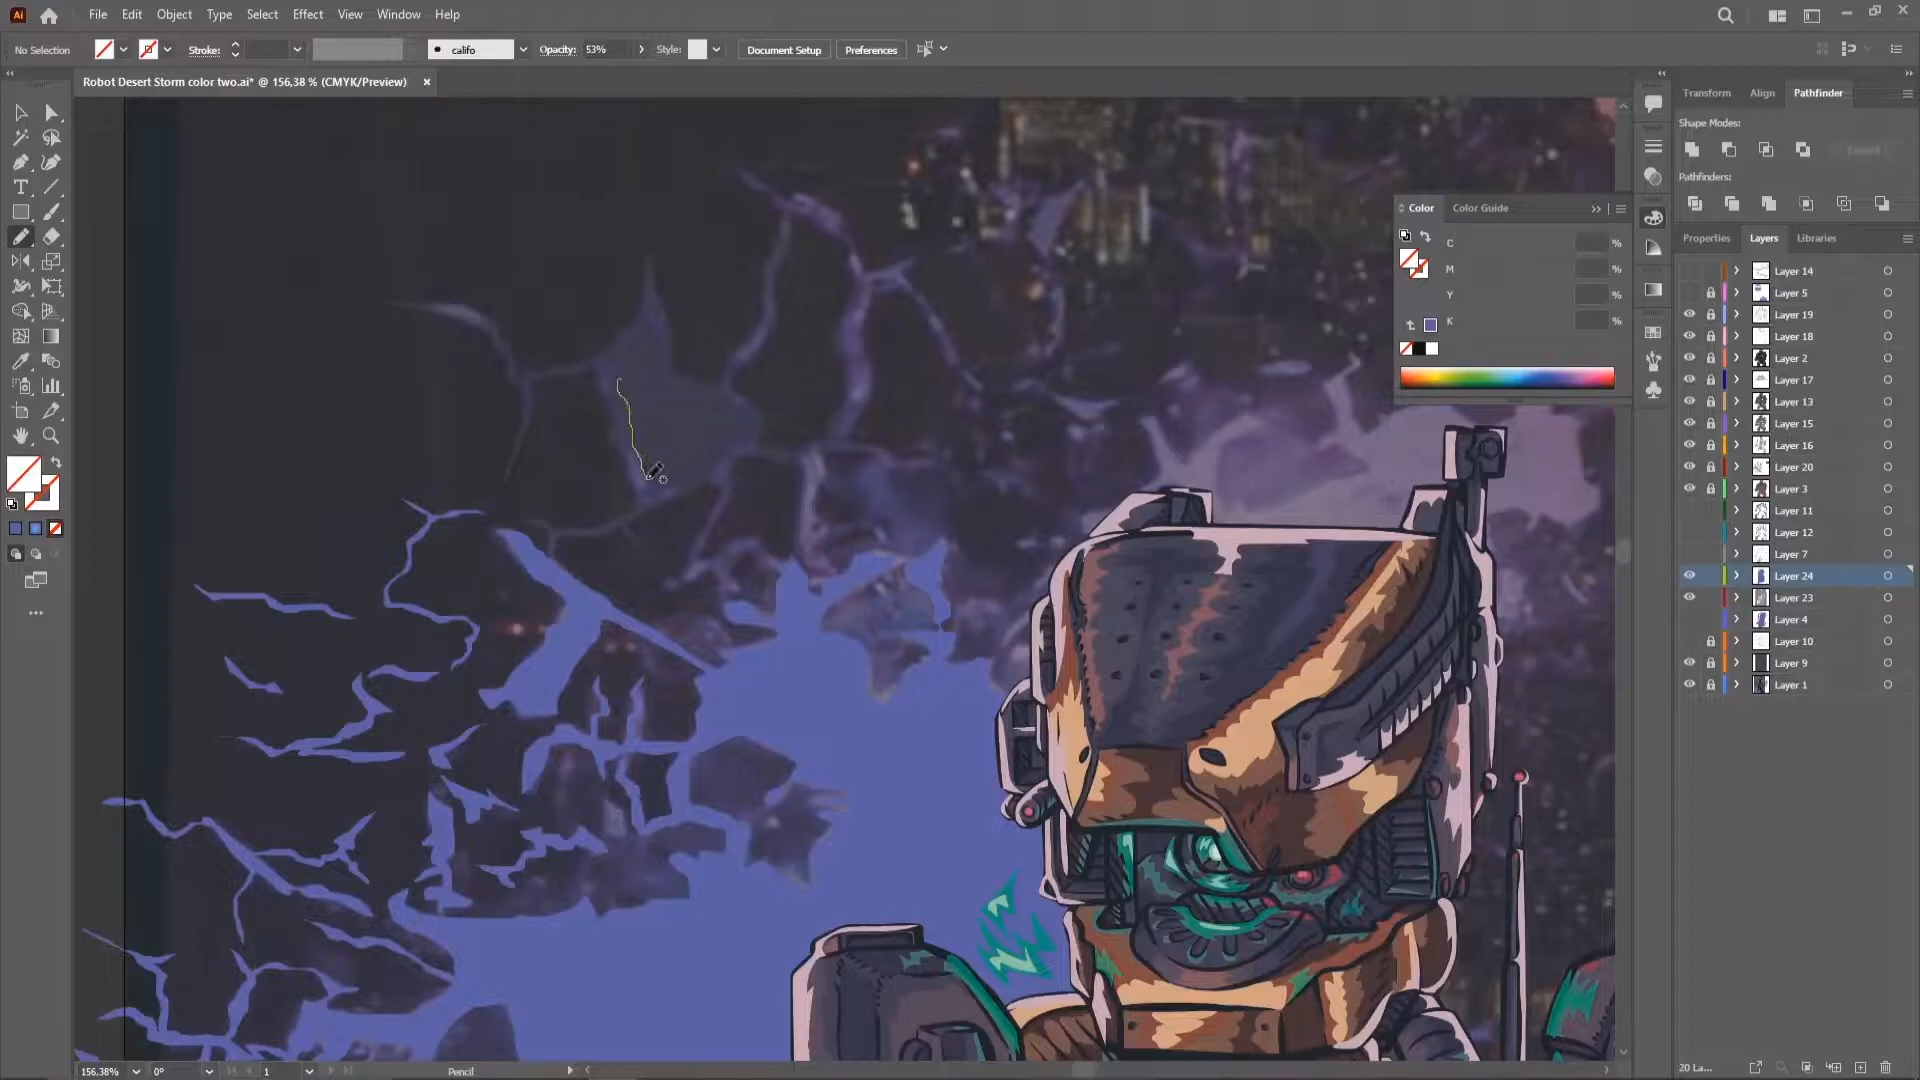 Ai File Edit Object Type Select Effect View Window Help
No Selection Stroke: califo Opacity: 53% Style: Document Setup Preferences
Robot Desert Storm color two.ai* @ 156,38 % (CMYK/Preview) ×
Transform Align Pathfinder
Shape Modes:
Pathfinders:
Color Color Guide
C %
M %
Y %
K %
Properties Layers Libraries
Layer 14
Layer 5
Layer 19
Layer 18
Layer 2
Layer 17
Layer 13
Layer 15
Layer 16
Layer 20
Layer 3
Layer 11
Layer 12
Layer 7
Layer 24
Layer 23
Layer 4
Layer 10
Layer 9
Layer 1
20 La...
156,38% 0° 1 Pencil